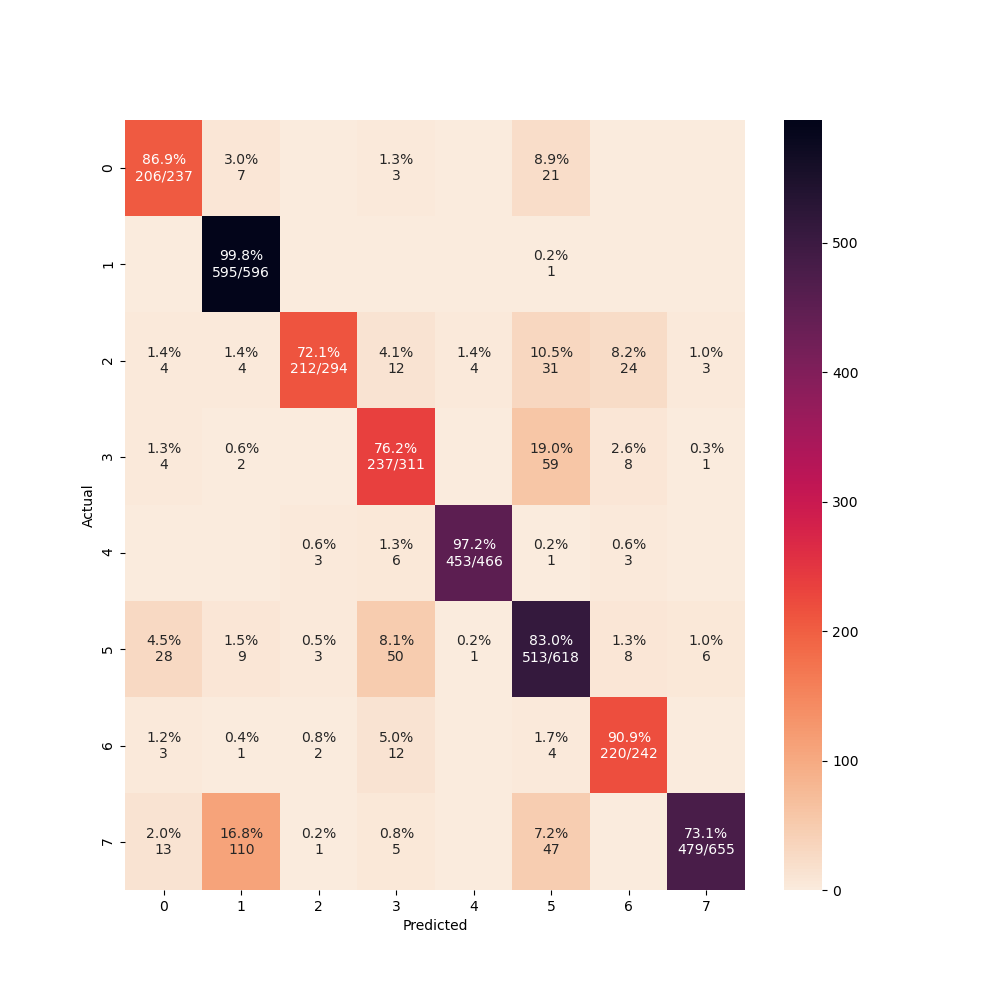 86.9% 3.0% 1.3% 8.9%
0 206/237 7 3 21
99.8% 0.2%
1 595/596 1
500
1.4% 1.4% 72.1% 4.1% 1.4% 10.5% 8.2% 1.0%
2 4 4 212/294 12 4 31 24 3
400
1.3% 0.6% 76.2% 19.0% 2.6% 0.3%
3 4 2 237/311 59 8 1
300
Actual
0.6% 1.3% 97.2% 0.2% 0.6%
4 3 6 453/466 1 3
200
4.5% 1.5% 0.5% 8.1% 0.2% 83.0% 1.3% 1.0%
5 28 9 3 50 1 513/618 8 6
1.2% 0.4% 0.8% 5.0% 1.7% 90.9%
6 3 1 2 12 4 220/242
100
2.0% 16.8% 0.2% 0.8% 7.2% 73.1%
7 13 110 1 5 47 479/655
0
0 1 2 3 4 5 6 7
Predicted